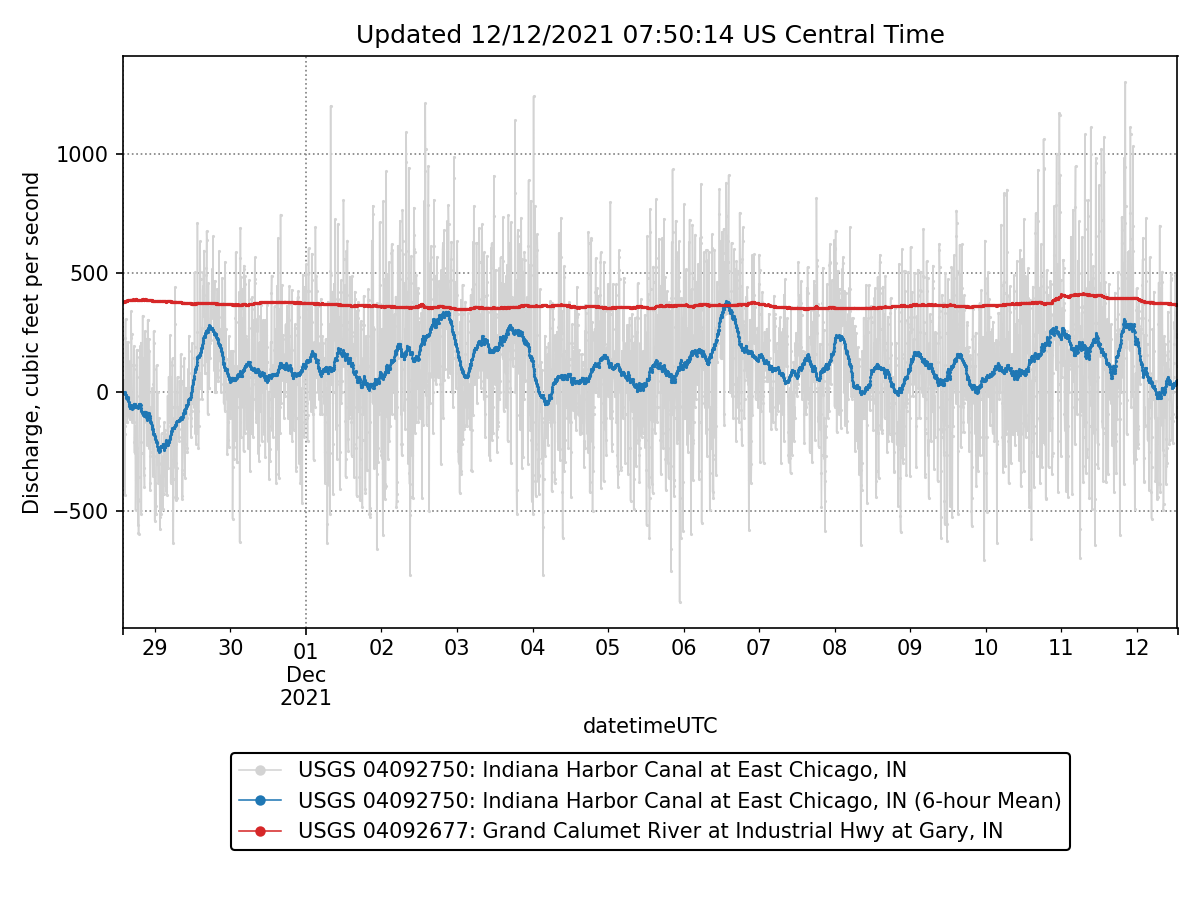 Updated 12/12/2021 07:50:14 US Central Time
Discharge, cubic feet per second
1000
500
0
−500
29 30 01 02 03 04 05 06 07 08 09 10 11 12
Dec
2021
datetimeUTC
USGS 04092750: Indiana Harbor Canal at East Chicago, IN
USGS 04092750: Indiana Harbor Canal at East Chicago, IN (6-hour Mean)
USGS 04092677: Grand Calumet River at Industrial Hwy at Gary, IN